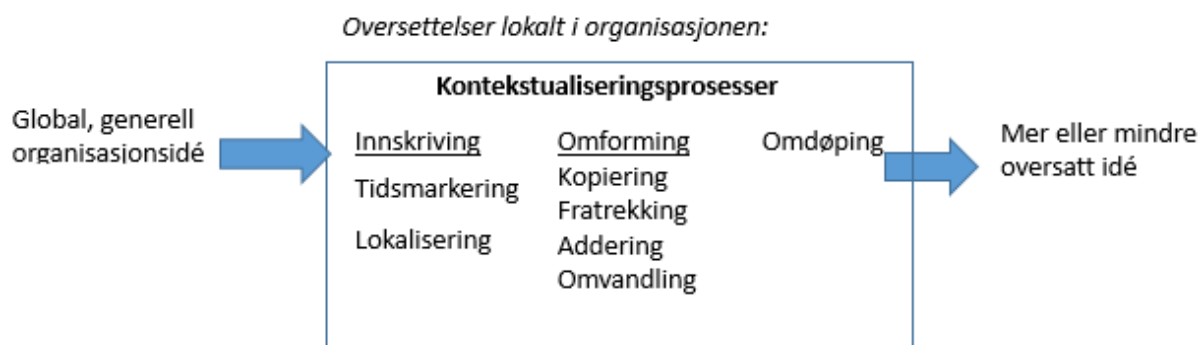 Oversettelser lokalt i organisasjonen:
Kontekstualiseringsprosesser
Global, generell
organisasjonsidé
Innskriving
Tidsmarkering
Lokalisering
Omforming
Kopiering
Fratrekking
Addering
Omvandling
Omdøping
Mer eller mindre
oversatt idé